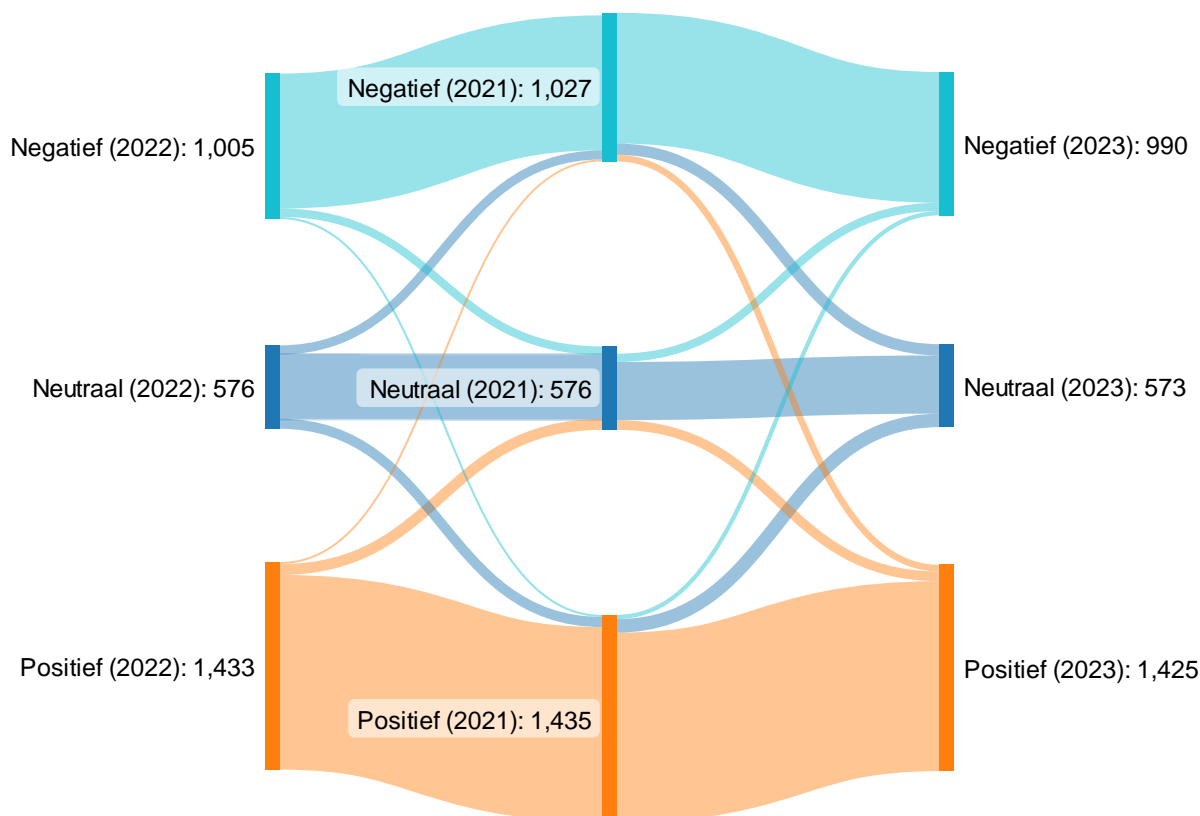 Negatief (2021): 1,027
Negatief (2022): 1,005
Negatief (2023): 990
Neutraal (2022): 576
Neutraal (2021): 576
Neutraal (2023): 573
Positief (2022): 1,433
Positief (2021): 1,435
Positief (2023): 1,425